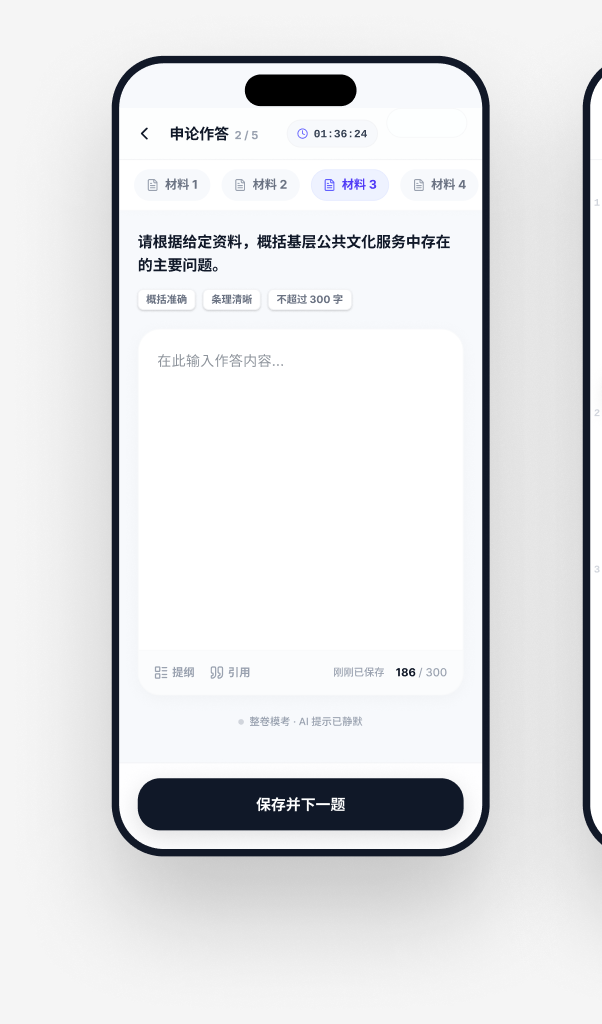 申论作答 2 / 5
01:36:24
材料 1
材料 2
材料 3
材料 4
请根据给定资料，概括基层公共文化服务中存在
的主要问题。
概括准确
条理清晰
不超过 300 字
在此输入作答内容...
提纲
引用
刚刚已保存
186 / 300
整卷模考 · AI 提示已静默
保存并下一题
1
2
3